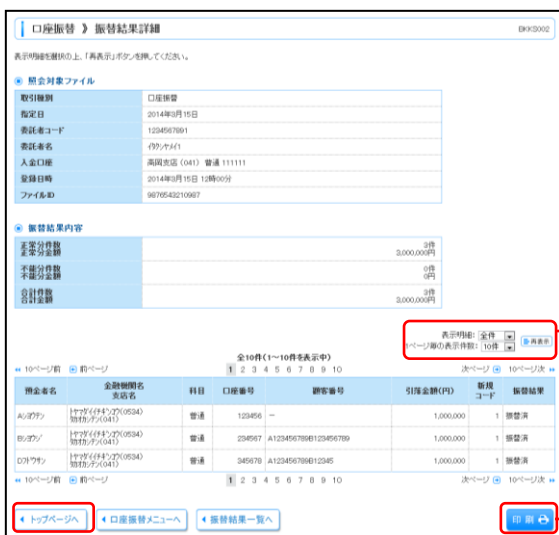 口座振替 》 振替結果詳細
BKKS002
表示明細を選択の上、「再表示」ボタンを押してください。
照会対象ファイル
取引種別 口座振替
指定日 2014年3月15日
委託者コード 1234567891
委託者名
入金口座 高岡支店 (041) 普通 111111
登録日時 2014年3月15日 12時00分
ファイルID 9876543210987
振替結果内容
正常分件数 3件
正常分金額 3,000,000円
不能分件数 0件
不能分金額 0円
合計件数 3件
合計金額 3,000,000円
表示明細: 全件
1ページ毎の表示件数: 10件 再表示
全10件(1～10件を表示中)
10ページ前 前ページ 1 2 3 4 5 6 7 8 9 10 次ページ 10ページ次
預金者名 金融機関名 支店名 科目 口座番号 顧客番号 引落金額(円) 新規コード 振替結果
(0534) (041) 普通 123456 － 1,000,000 1 振替済
(0534) (041) 普通 234567 A123456789B123456789 1,000,000 1 振替済
(0534) (041) 普通 345678 A123456789B12345 1,000,000 1 振替済
10ページ前 前ページ 1 2 3 4 5 6 7 8 9 10 次ページ 10ページ次
トップページへ 口座振替メニューへ 振替結果一覧へ 印刷